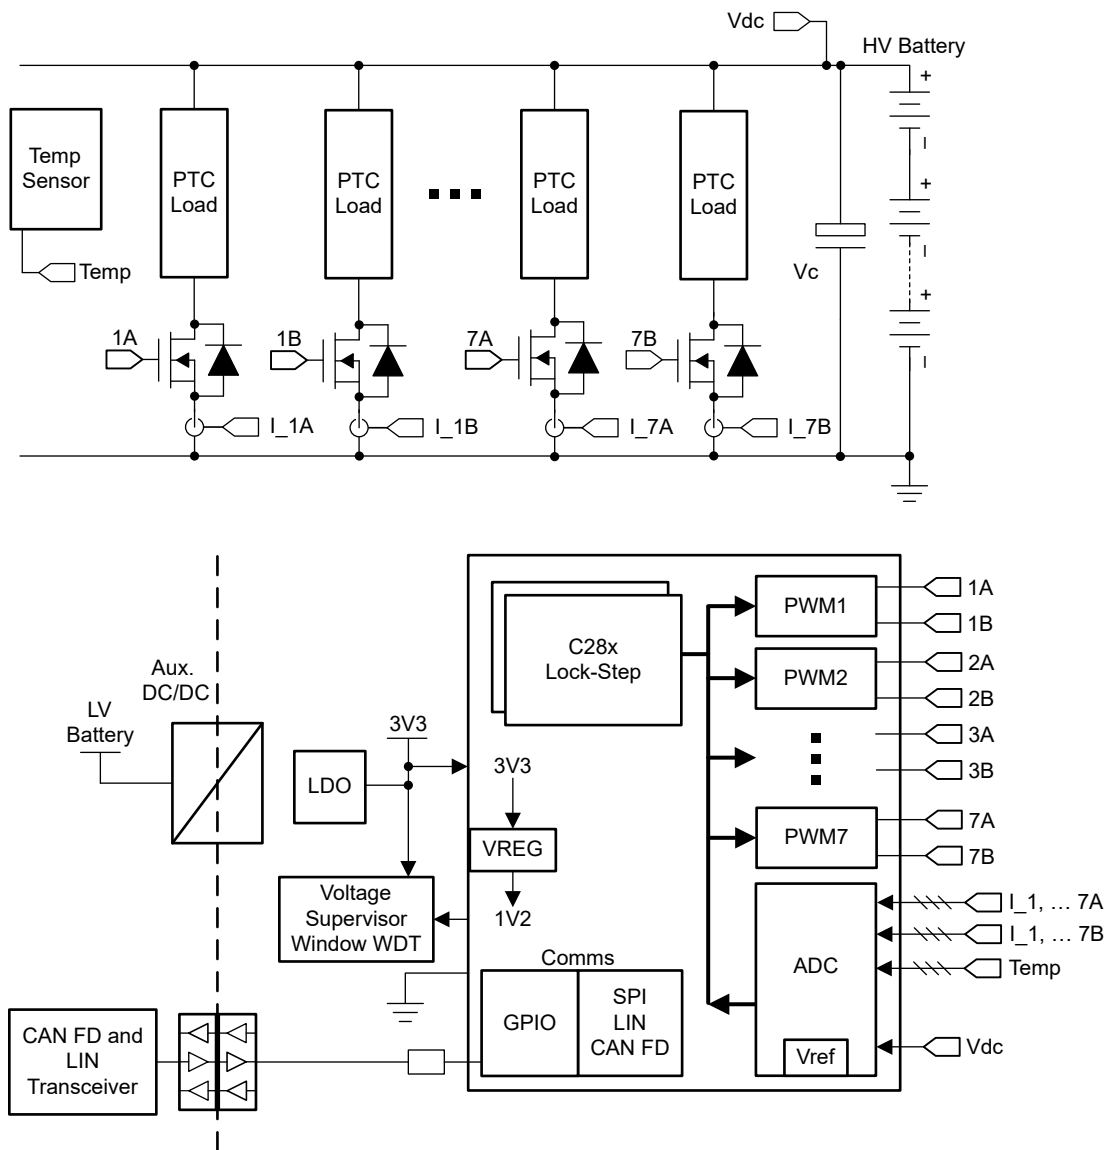 Vdc
HV Battery
Temp
Sensor
PTC
Load
PTC
Load
PTC
Load
PTC
Load
Temp
Vc
1A
1B
7A
7B
I_1A
I_1B
I_7A
I_7B
C28x
Lock-Step
PWM1
1A
1B
PWM2
2A
2B
3A
3B
PWM7
7A
7B
Aux.
DC/DC
LV
Battery
3V3
LDO
3V3
VREG
1V2
Voltage
Supervisor
Window WDT
ADC
Vref
I_1, ... 7A
I_1, ... 7B
Temp
Vdc
Comms
GPIO
SPI
LIN
CAN FD
CAN FD and
LIN
Transceiver